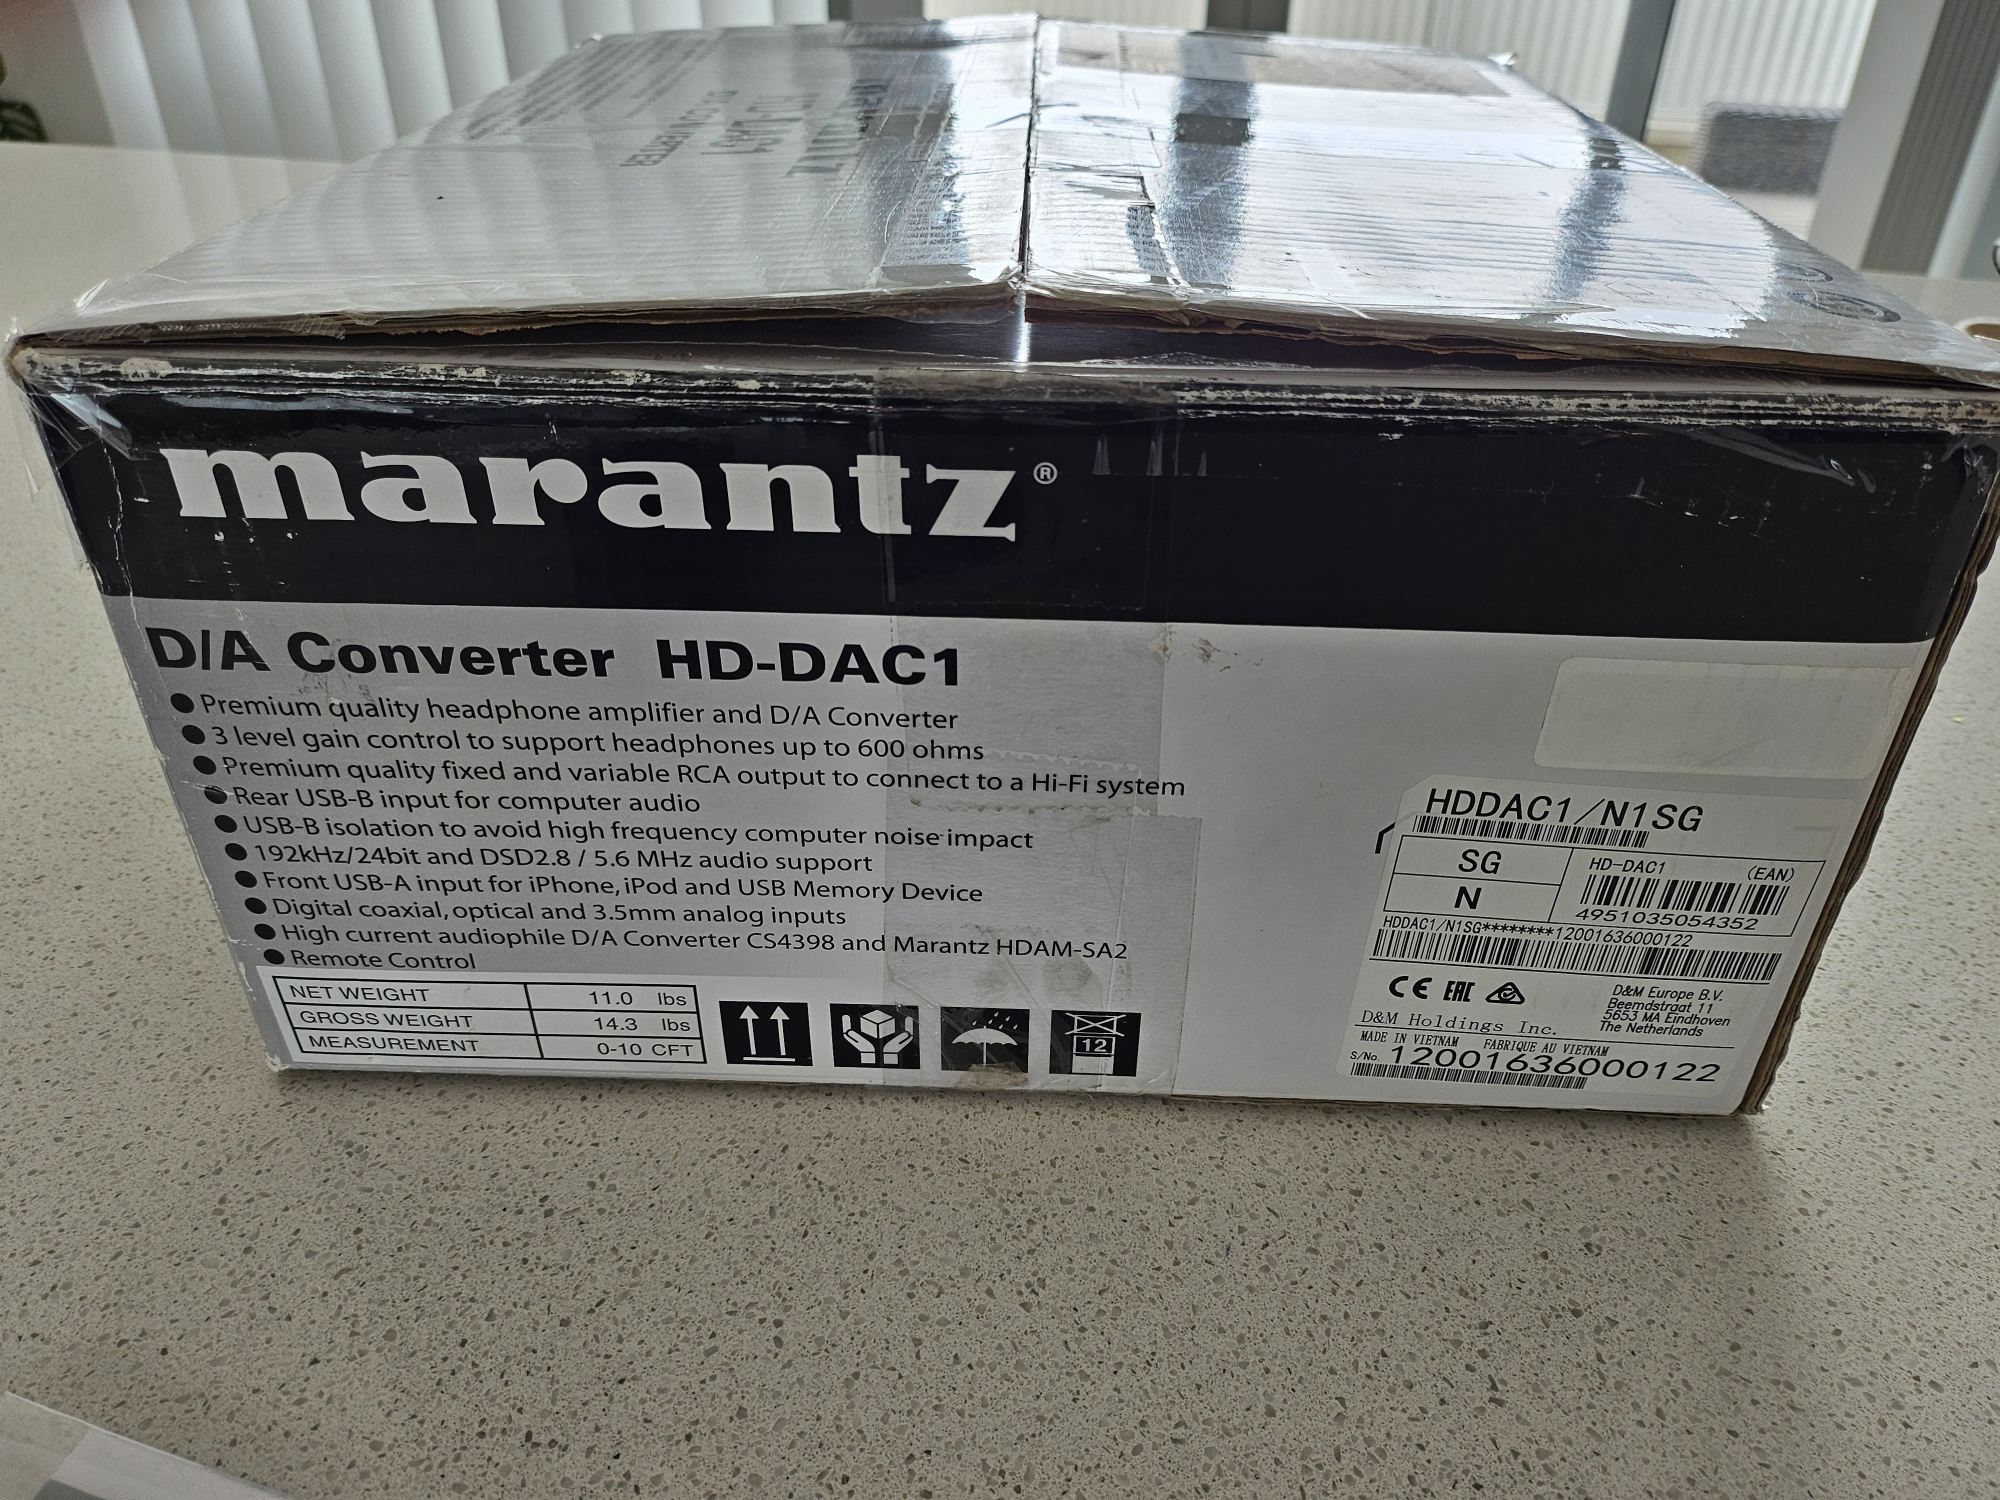 marantz®
D/A Converter HD-DAC1
● Premium quality headphone amplifier and D/A Converter
● 3 level gain control to support headphones up to 600 ohms
● Premium quality fixed and variable RCA output to connect to a Hi-Fi system
● Rear USB-B input for computer audio
● USB-B isolation to avoid high frequency computer noise impact
● 192kHz/24bit and DSD2.8 / 5.6 MHz audio support
● Front USB-A input for iPhone, iPod and USB Memory Device
● Digital coaxial, optical and 3.5mm analog inputs
● High current audiophile D/A Converter CS4398 and Marantz HDAM-SA2
● Remote Control
NET WEIGHT 11.0 lbs
GROSS WEIGHT 14.3 lbs
MEASUREMENT 0-10 CFT
12
HDDAC1/N1SG
SG
N
HD-DAC1 (EAN)
4951035054352
HDDAC1/N1SG********12001636000122
CE EAC
D&M Europe B.V.
Beemdstraat 11
5653 MA Eindhoven
The Netherlands
D&M Holdings Inc.
MADE IN VIETNAM FABRIQUE AU VIETNAM
S/No. 12001636000122